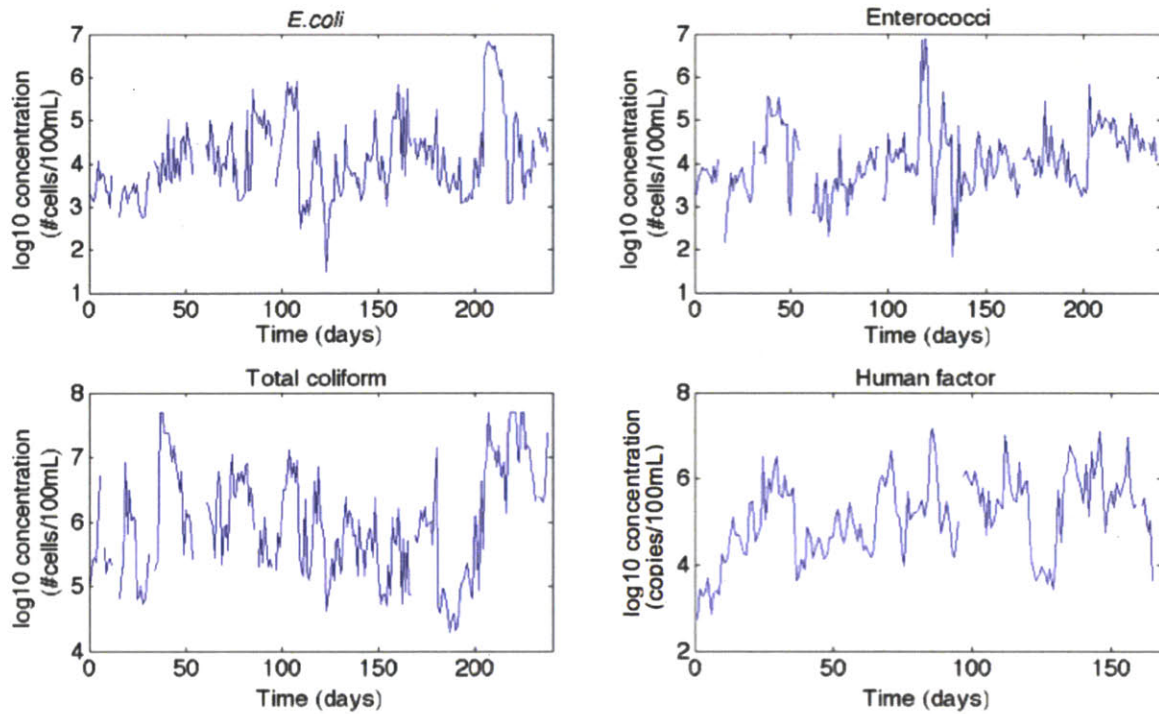 E.coli
log10 concentration
(#cells/100mL)
7
6
5
4
3
2
1
0
50
100
150
200
Time (days)
Enterococci
log10 concentration
(#cells/100mL)
7
6
5
4
3
2
1
0
50
100
150
200
Time (days)
Total coliform
log10 concentration
(#cells/100mL)
8
7
6
5
4
0
50
100
150
200
Time (days)
Human factor
log10 concentration
(copies/100mL)
8
6
4
2
0
50
100
150
Time (days)